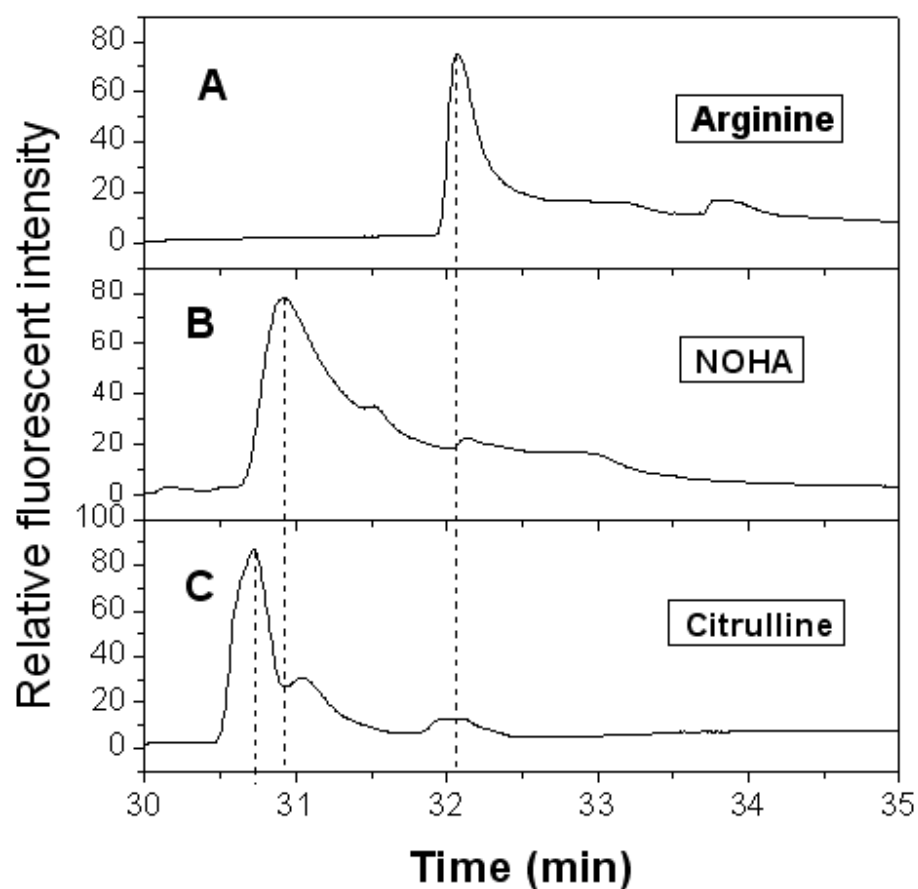 Relative fluorescent intensity
80
60
40
20
0
A
Arginine
80
60
40
20
0
B
NOHA
100
80
60
40
20
0
C
Citrulline
30 31 32 33 34 35
Time (min)